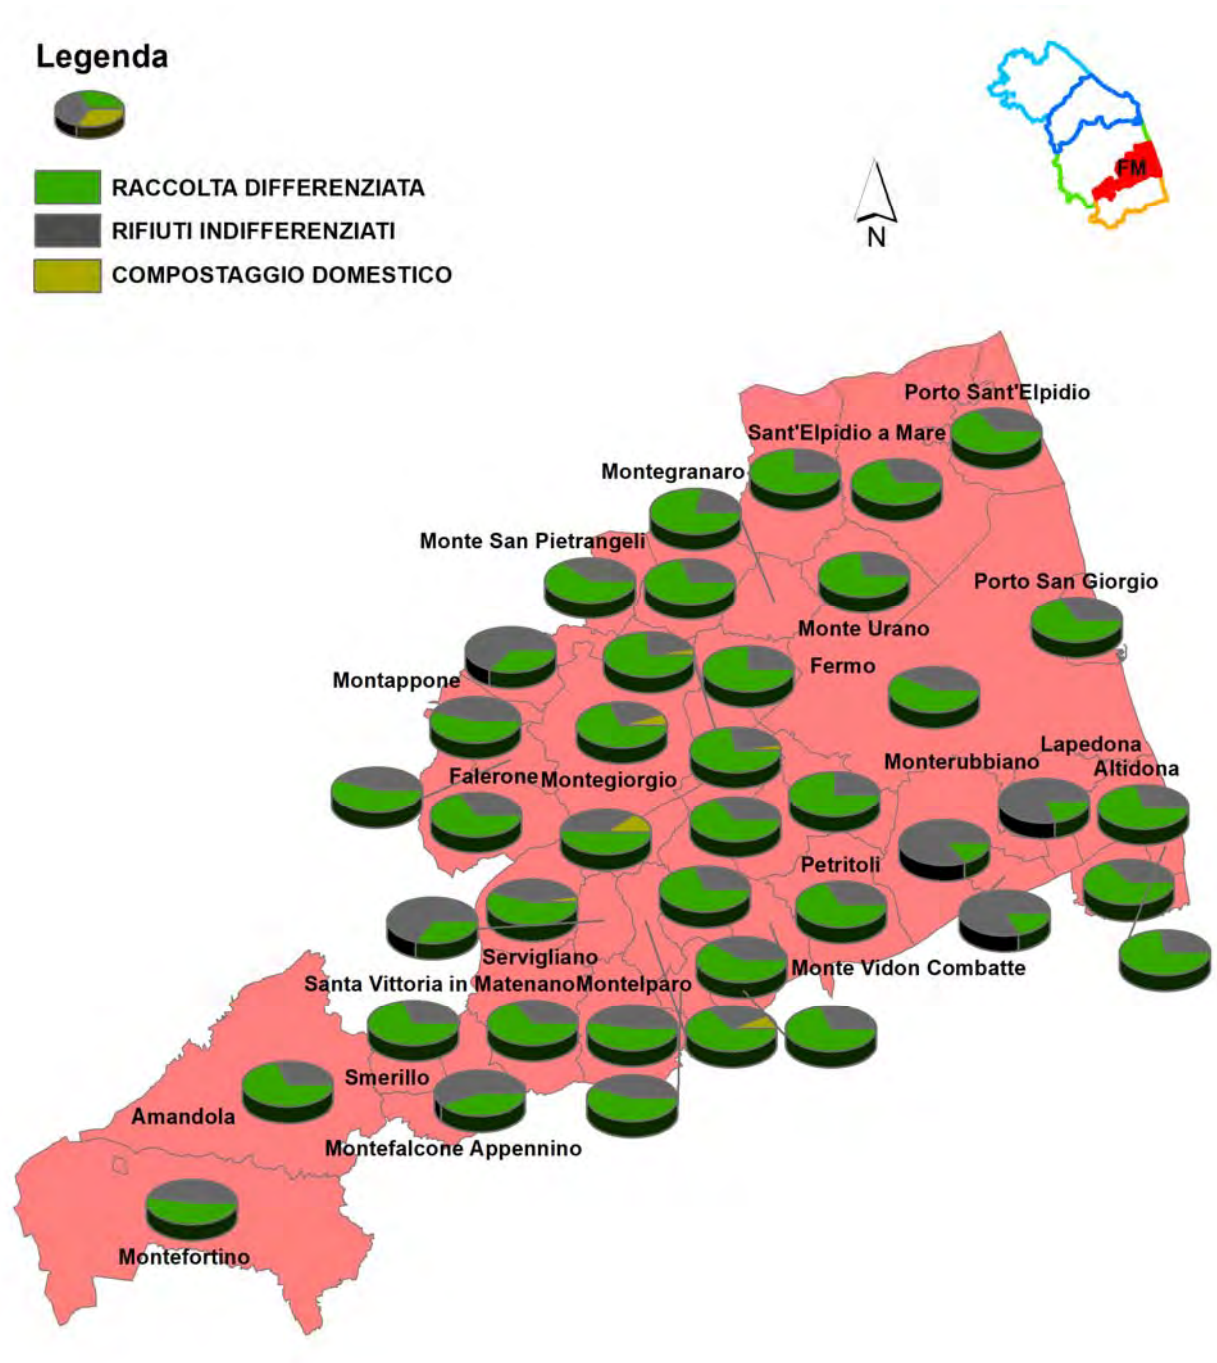 Legenda
RACCOLTA DIFFERENZIATA
RIFIUTI INDIFFERENZIATI
COMPOSTAGGIO DOMESTICO
N
FM
Porto Sant'Elpidio
Sant'Elpidio a Mare
Montegranaro
Monte San Pietrangeli
Porto San Giorgio
Monte Urano
Fermo
Montappone
Lapedona
Monterubbiano
Altidona
Falerone
Montegiorgio
Petritoli
Servigliano
Monte Vidon Combatte
Santa Vittoria in Matenano
Montelparo
Smerillo
Amandola
Montefalcone Appennino
Montefortino